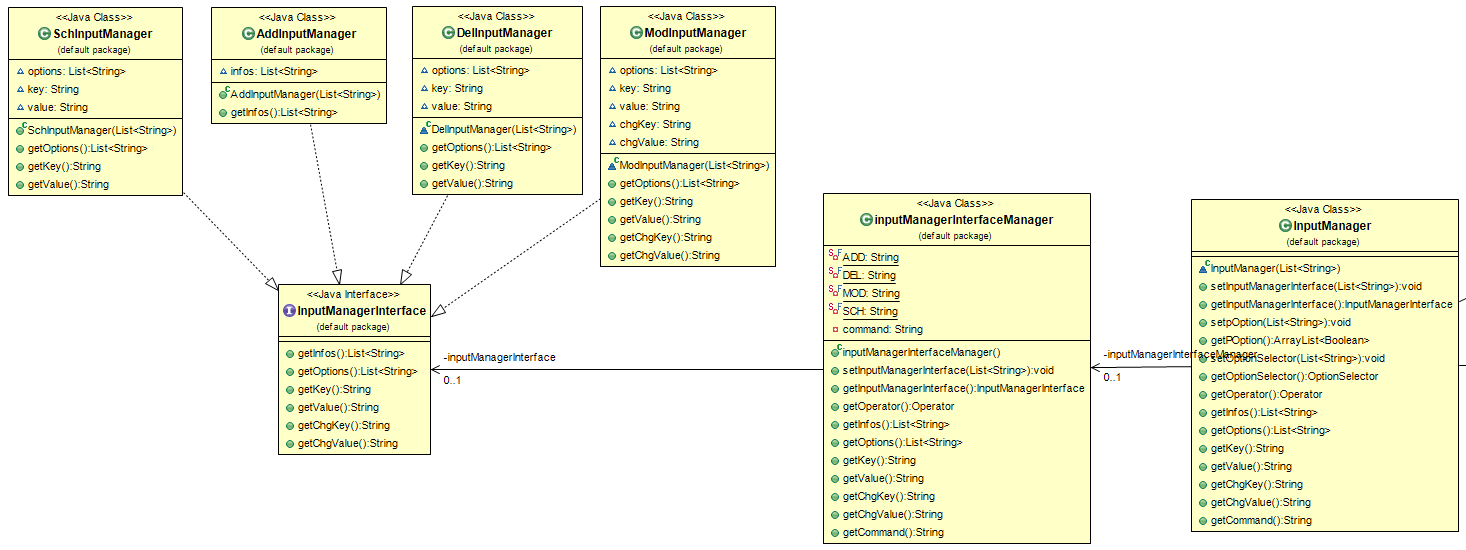 <<Java Class>>
SchInputManager
(default package)
options: List<String>
key: String
value: String
SchInputManager(List<String>)
getOptions():List<String>
getKey():String
getValue():String
<<Java Class>>
AddInputManager
(default package)
infos: List<String>
AddInputManager(List<String>)
getInfos():List<String>
<<Java Class>>
DelInputManager
(default package)
options: List<String>
key: String
value: String
DelInputManager(List<String>)
getOptions():List<String>
getKey():String
getValue():String
<<Java Class>>
ModInputManager
(default package)
options: List<String>
key: String
value: String
chgKey: String
chgValue: String
ModInputManager(List<String>)
getOptions():List<String>
getKey():String
getValue():String
getChgKey():String
getChgValue():String
<<Java Interface>>
InputManagerInterface
(default package)
getInfos():List<String>
getOptions():List<String>
getKey():String
getValue():String
getChgKey():String
getChgValue():String
-inputManagerInterface
0..1
<<Java Class>>
inputManagerInterfaceManager
(default package)
ADD: String
DEL: String
MOD: String
SCH: String
command: String
inputManagerInterfaceManager()
setInputManagerInterface(List<String>):void
getInputManagerInterface():InputManagerInterface
getOperator():Operator
getInfos():List<String>
getOptions():List<String>
getKey():String
getValue():String
getChgKey():String
getChgValue():String
getCommand():String
-inputManagerInterfaceManager
0..1
<<Java Class>>
InputManager
(default package)
InputManager(List<String>)
setInputManagerInterface(List<String>):void
getInputManagerInterface():InputManagerInterface
setpOption(List<String>):void
getPOption():ArrayList<Boolean>
setOptionSelector(List<String>):void
getOptionSelector():OptionSelector
getOperator():Operator
getInfos():List<String>
getOptions():List<String>
getKey():String
getValue():String
getChgKey():String
getChgValue():String
getCommand():String